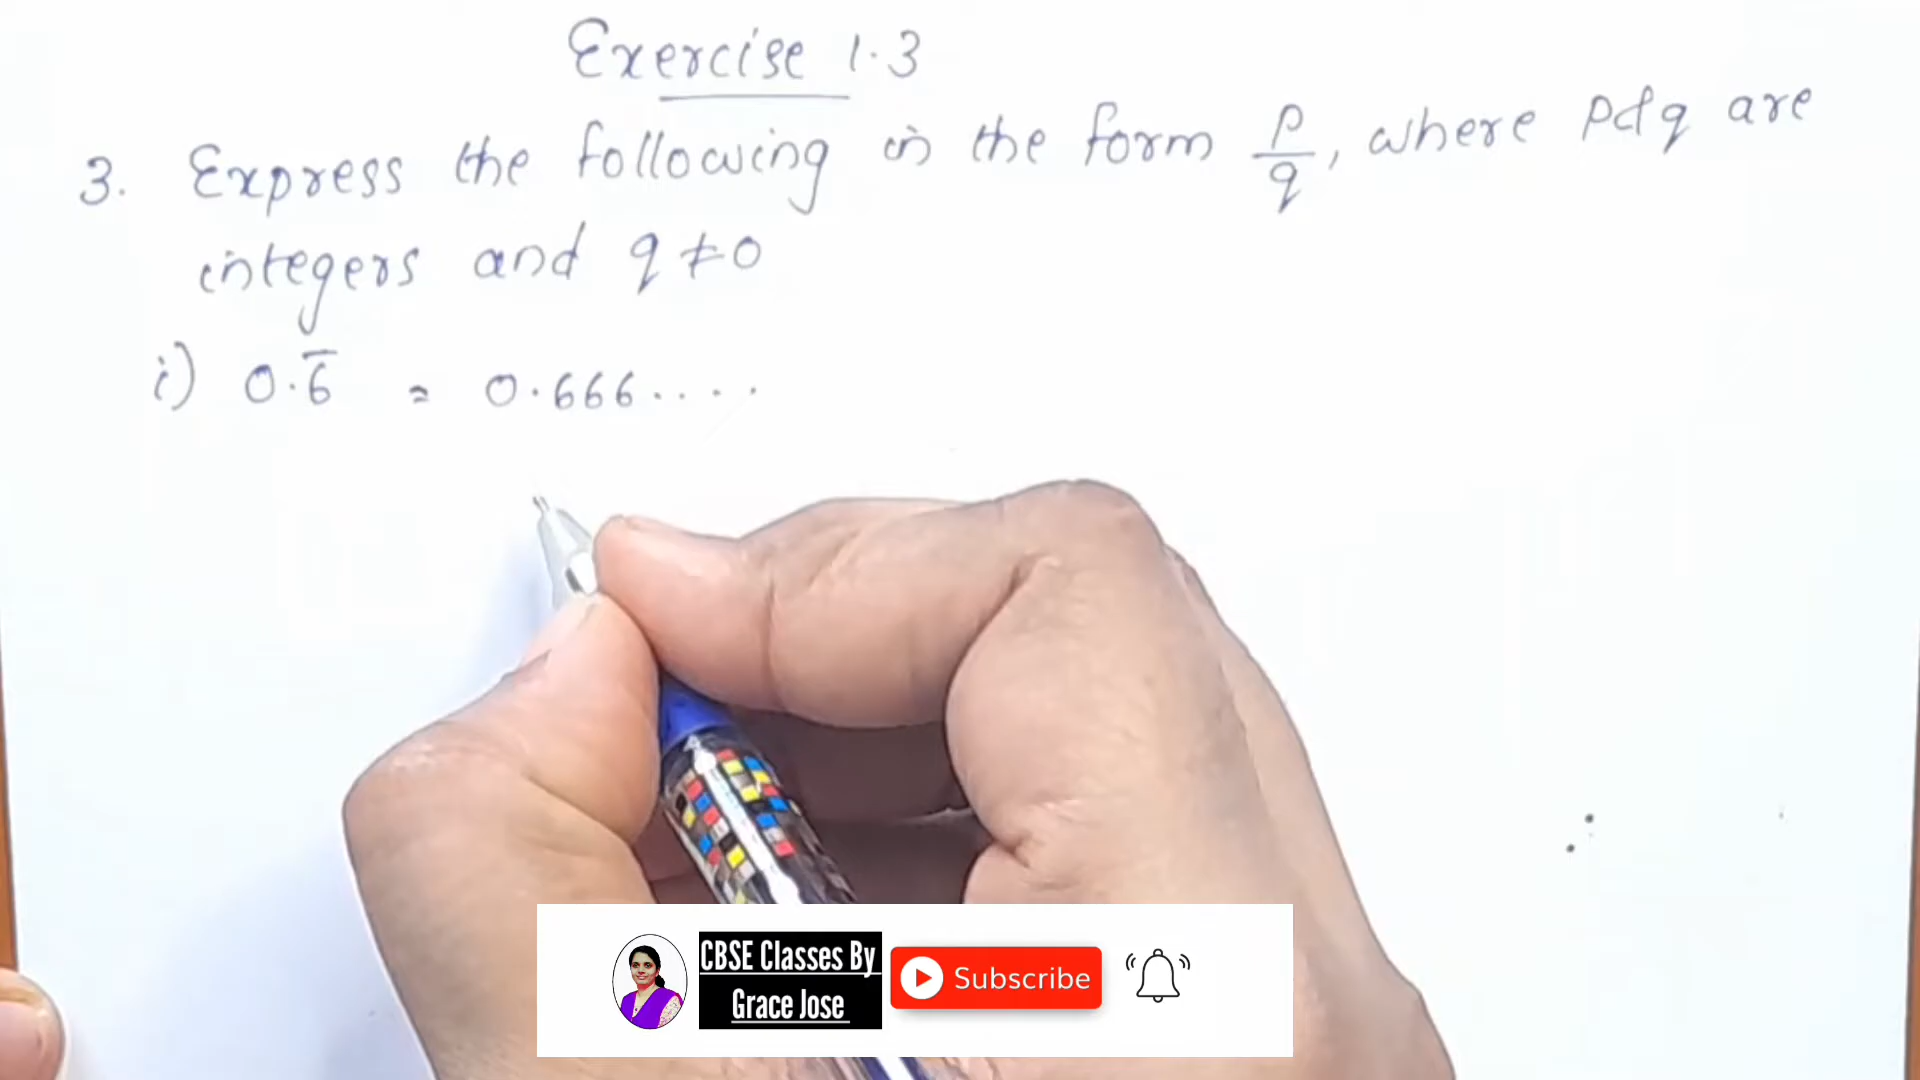 Exercise 1.3
3. Express the following in the form p/q, where p & q are
integers and q ≠ 0
i) 0.6̅ = 0.666....
CBSE Classes By
Grace Jose
Subscribe